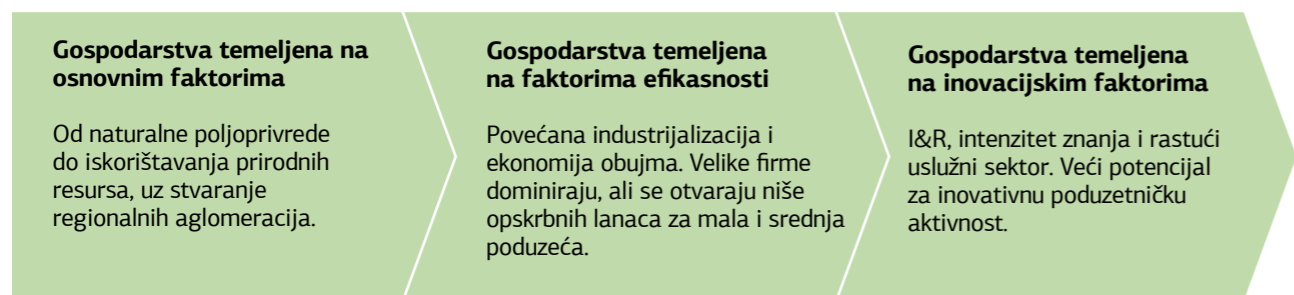 Gospodarstva temeljena na
osnovnim faktorima
Od naturalne poljoprivrede
do iskorištavanja prirodnih
resursa, uz stvaranje
regionalnih aglomeracija.
Gospodarstva temeljena
na faktorima efikasnosti
Povećana industrijalizacija i
ekonomija obujma. Velike firme
dominiraju, ali se otvaraju niše
opskrbnih lanaca za mala i srednja
poduzeća.
Gospodarstva temeljena
na inovacijskim faktorima
I&R, intenzitet znanja i rastući
uslužni sektor. Veći potencijal
za inovativnu poduzetničku
aktivnost.